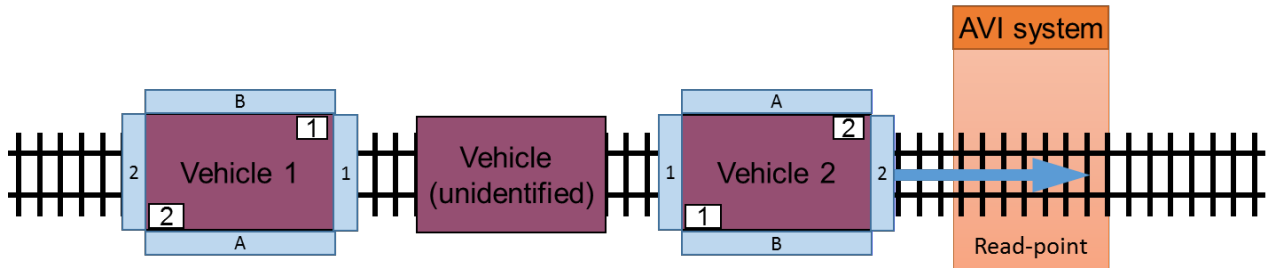 AVI system
B
1
2
Vehicle 1
1
2
A
Vehicle
(unidentified)
A
2
1
Vehicle 2
2
1
B
Read-point